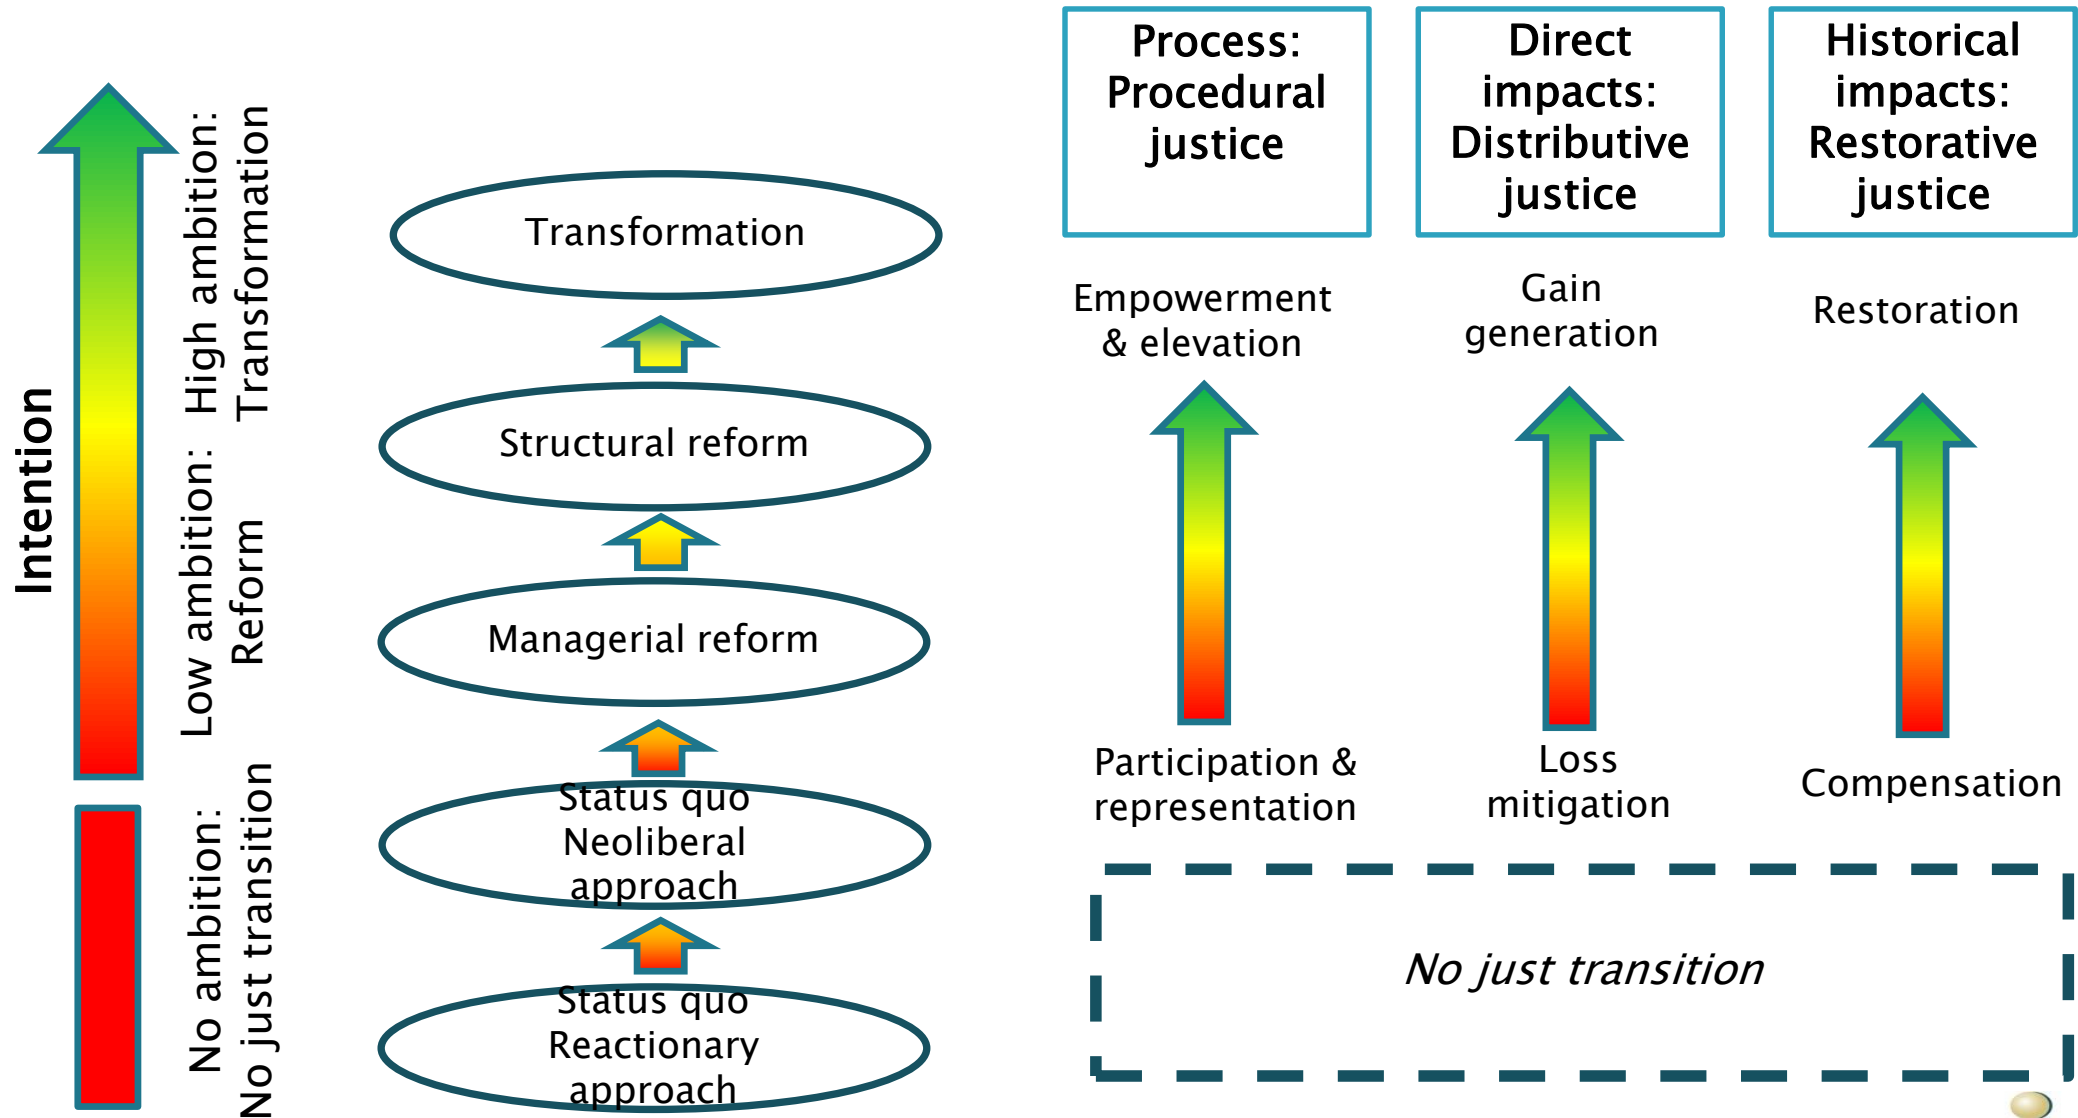 Intention
High ambition:
Transformation
Low ambition:
Reform
No ambition:
No just transition
Transformation
Structural reform
Managerial reform
Status quo
Neoliberal
approach
Status quo
Reactionary
approach
Process:
Procedural
justice
Empowerment
& elevation
Participation &
representation
Direct
impacts:
Distributive
justice
Gain
generation
Loss
mitigation
Historical
impacts:
Restorative
justice
Restoration
Compensation
No just transition